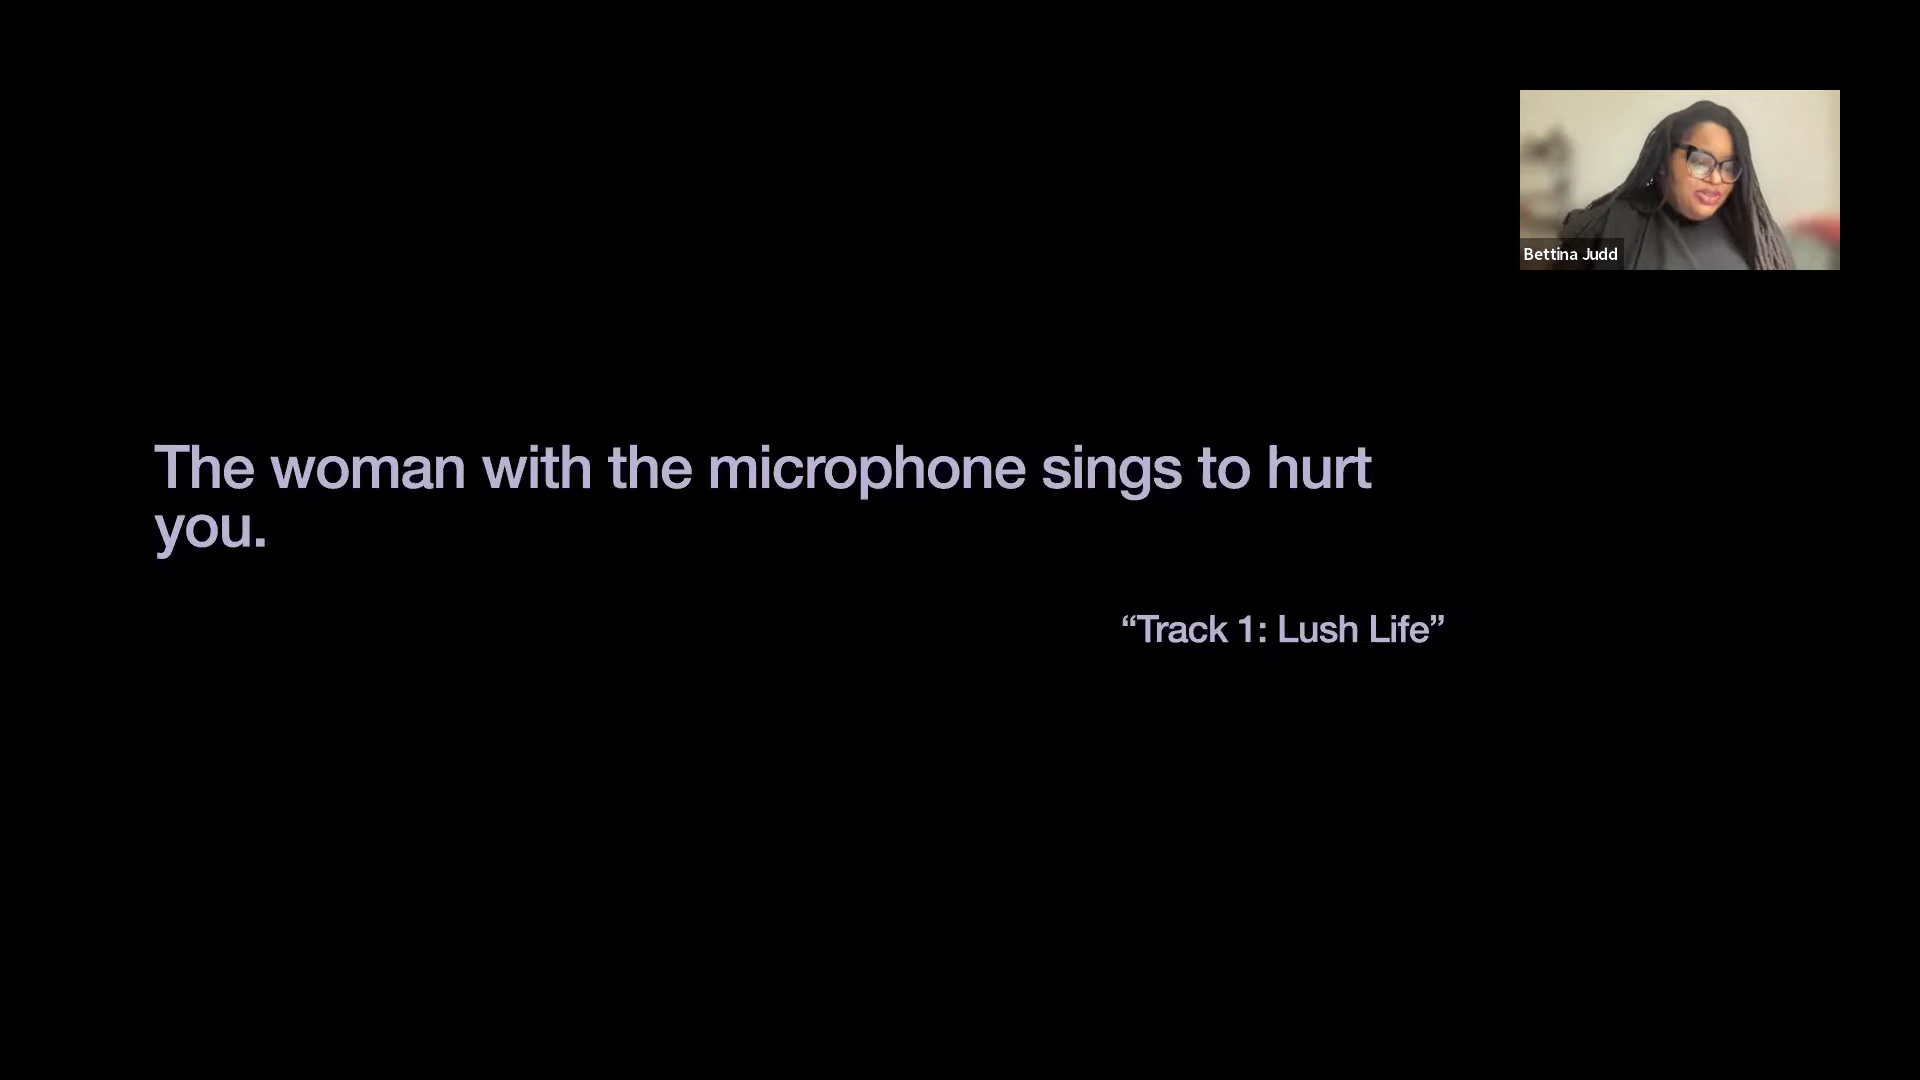 Bettina Judd
The woman with the microphone sings to hurt
you.
“Track 1: Lush Life”